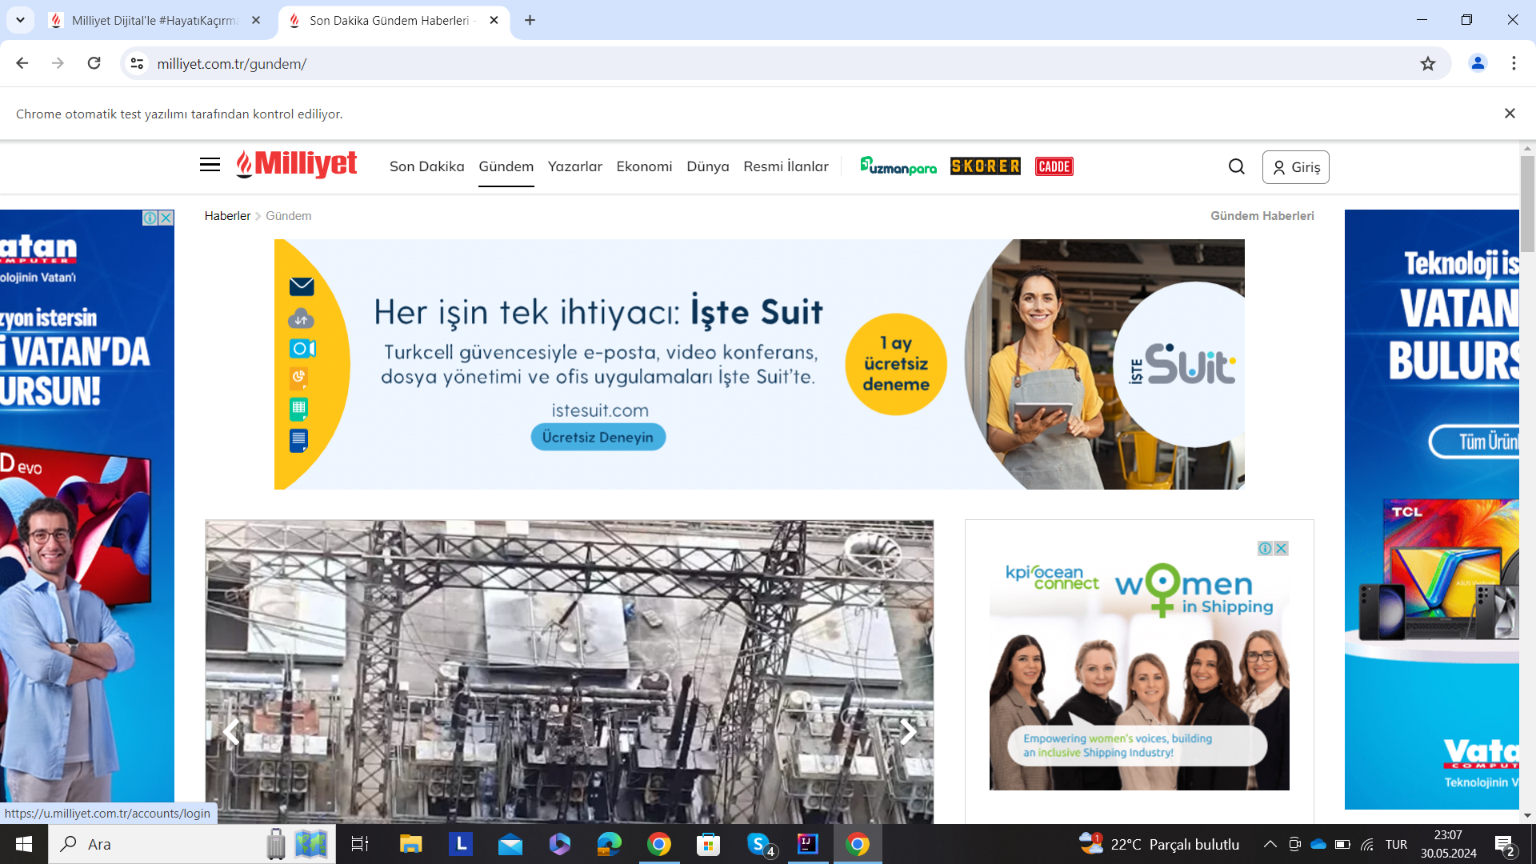 Milliyet Dijital'le #HayatıKaçırma
Son Dakika Gündem Haberleri -
milliyet.com.tr/gundem/
Chrome otomatik test yazılımı tarafından kontrol ediliyor.
Milliyet
Son Dakika
Gündem
Yazarlar
Ekonomi
Dünya
Resmi İlanlar
uzmanpara
SKORER
CADDE
Giriş
Haberler
Gündem
Gündem Haberleri
atan
COMPUTER
olojinin Vatan'ı
zyon istersin
i VATAN'DA
URSUN!
D evo
Her işin tek ihtiyacı: İşte Suit
Turkcell güvencesiyle e-posta, video konferans,
dosya yönetimi ve ofis uygulamaları İşte Suit'te.
istesuit.com
Ücretsiz Deneyin
1 ay
ücretsiz
deneme
İŞTE
Suit
kpi ocean
connect
women
in Shipping
Empowering women's voices, building
an inclusive Shipping Industry!
Teknoloji is
VATAN
BULURS
Tüm Ürünl
TCL
Vata
COMPUT
Teknolojinin V
https://u.milliyet.com.tr/accounts/login
Ara
L
S
4
IJ
1
22°C Parçalı bulutlu
TUR
23:07
30.05.2024
2